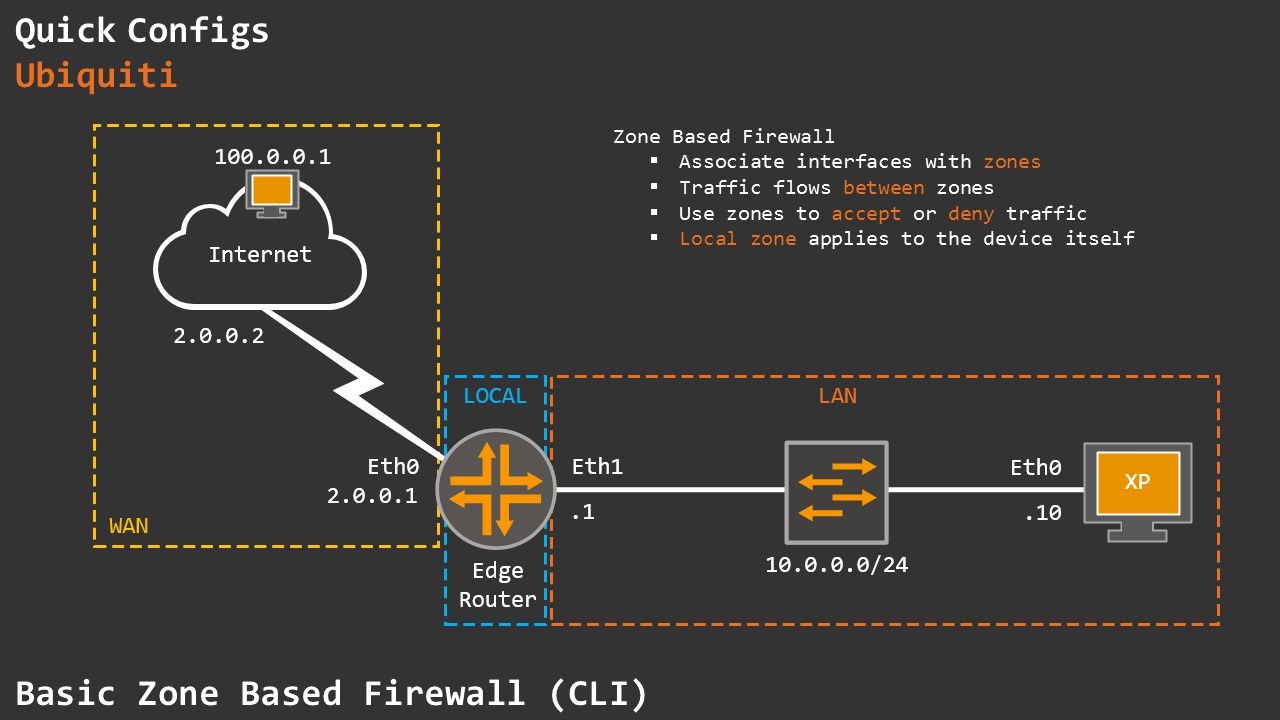 Quick Configs
Ubiquiti
Zone Based Firewall
▪ Associate interfaces with zones
▪ Traffic flows between zones
▪ Use zones to accept or deny traffic
▪ Local zone applies to the device itself
100.0.0.1
Internet
2.0.0.2
LOCAL
LAN
Eth0
2.0.0.1
WAN
Edge
Router
Eth1
.1
10.0.0.0/24
Eth0
.10
XP
Basic Zone Based Firewall (CLI)